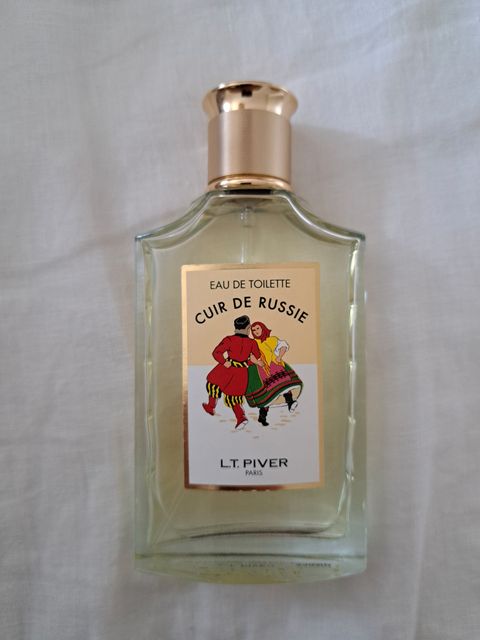 EAU DE TOILETTE
CUIR DE RUSSIE
L.T. PIVER
PARIS